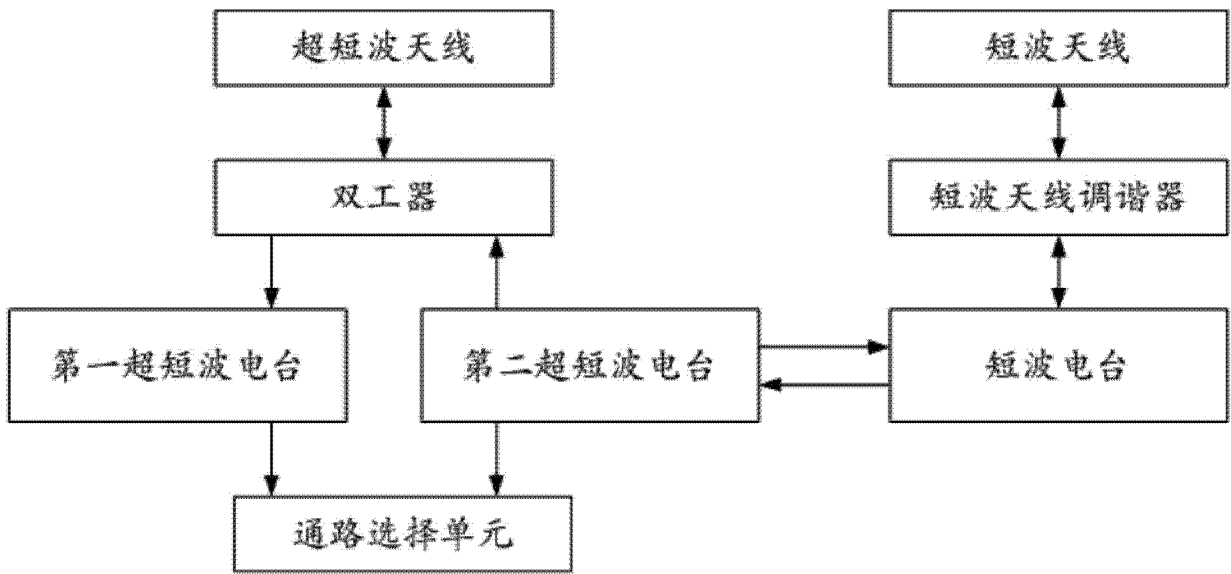 超短波天线
短波天线
双工器
短波天线调谐器
第一超短波电台
第二超短波电台
短波电台
通路选择单元